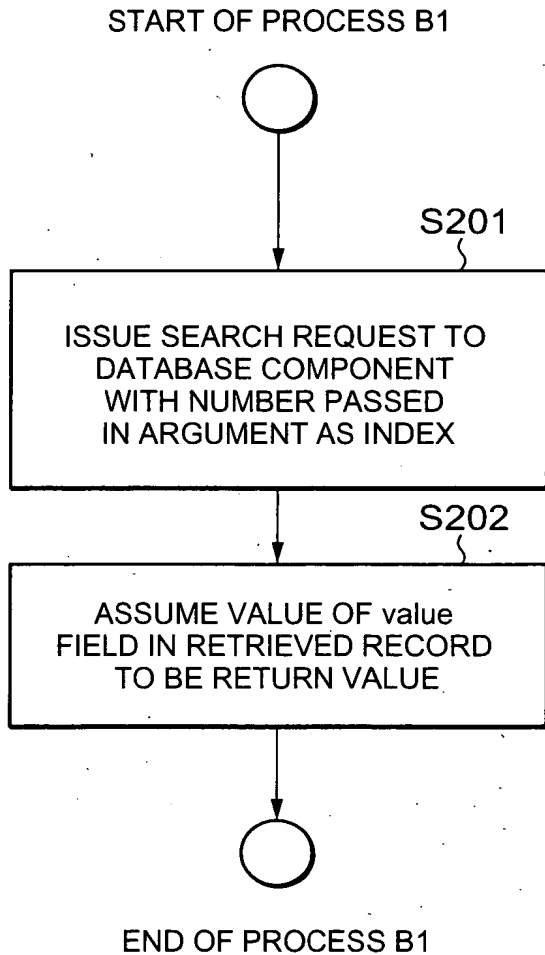 START OF PROCESS B1
S201
ISSUE SEARCH REQUEST TO
DATABASE COMPONENT
WITH NUMBER PASSED
IN ARGUMENT AS INDEX
S202
ASSUME VALUE OF value
FIELD IN RETRIEVED RECORD
TO BE RETURN VALUE
END OF PROCESS B1